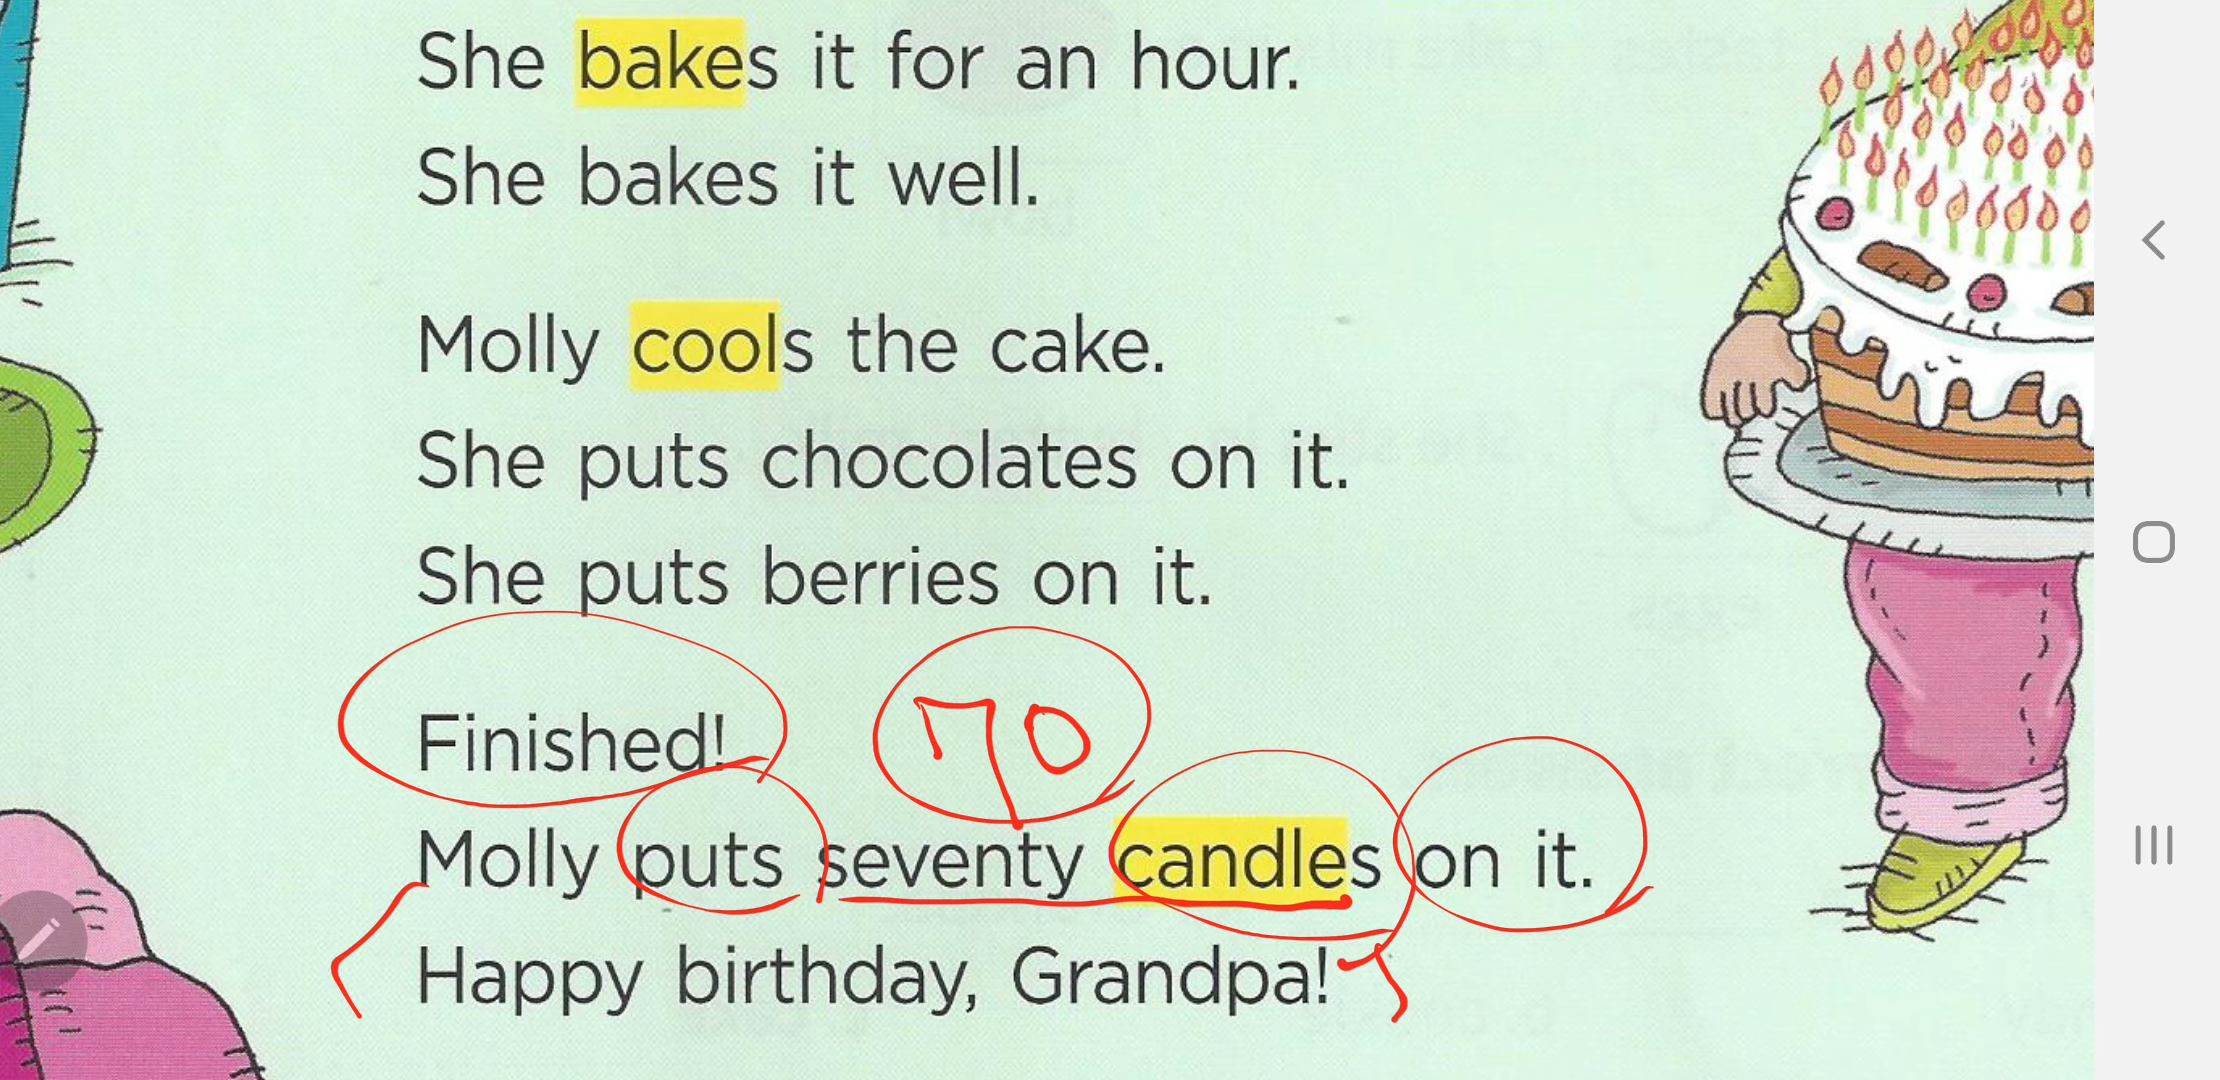 She bakes it for an hour.
She bakes it well.
Molly cools the cake.
She puts chocolates on it.
She puts berries on it.
Finished!
70
Molly puts seventy candles on it.
Happy birthday, Grandpa!